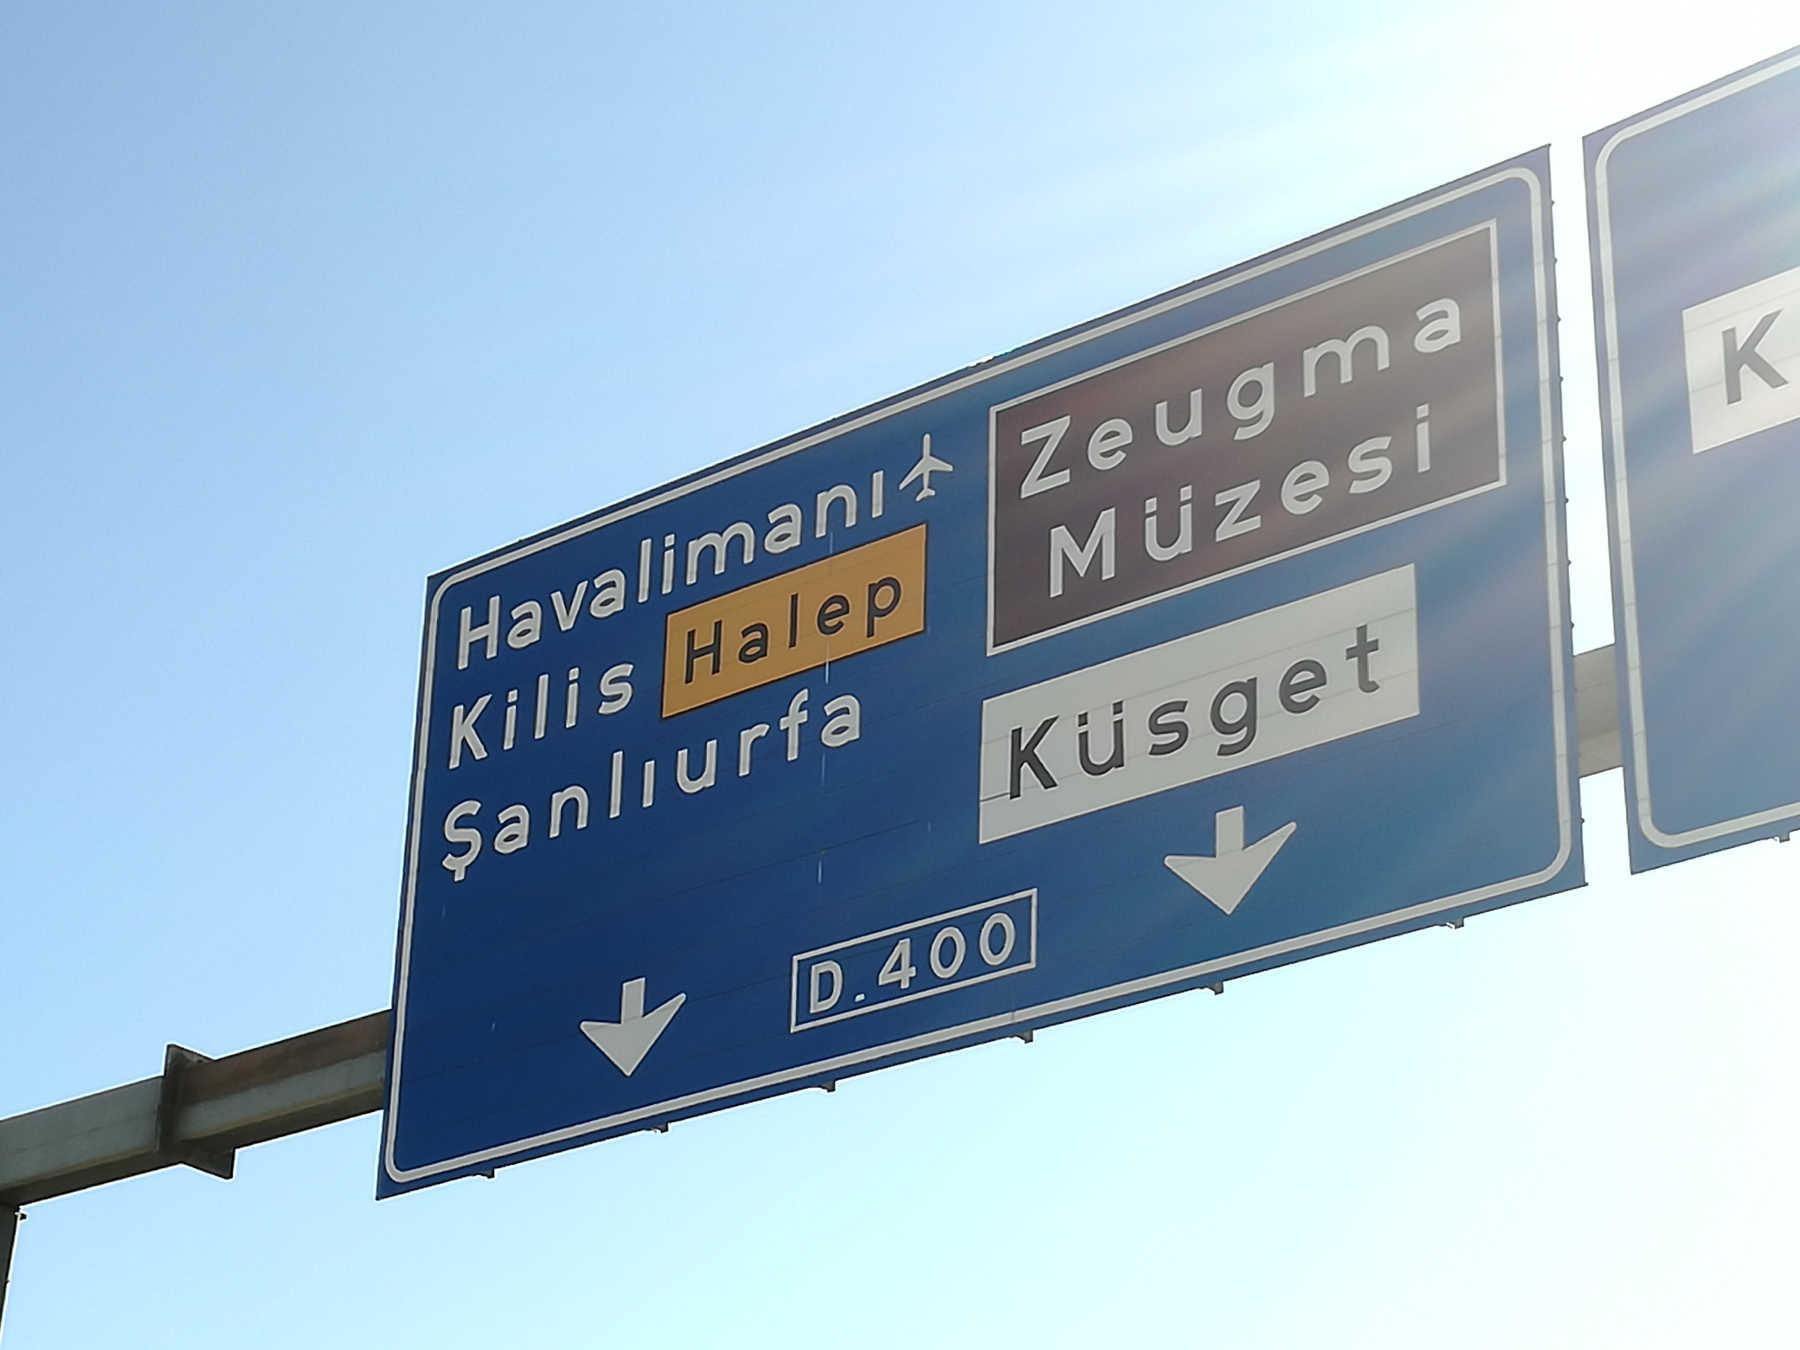 Havalimanı
Kilis Halep
Şanlıurfa
Zeugma
Müzesi
Küsget
D.400
K